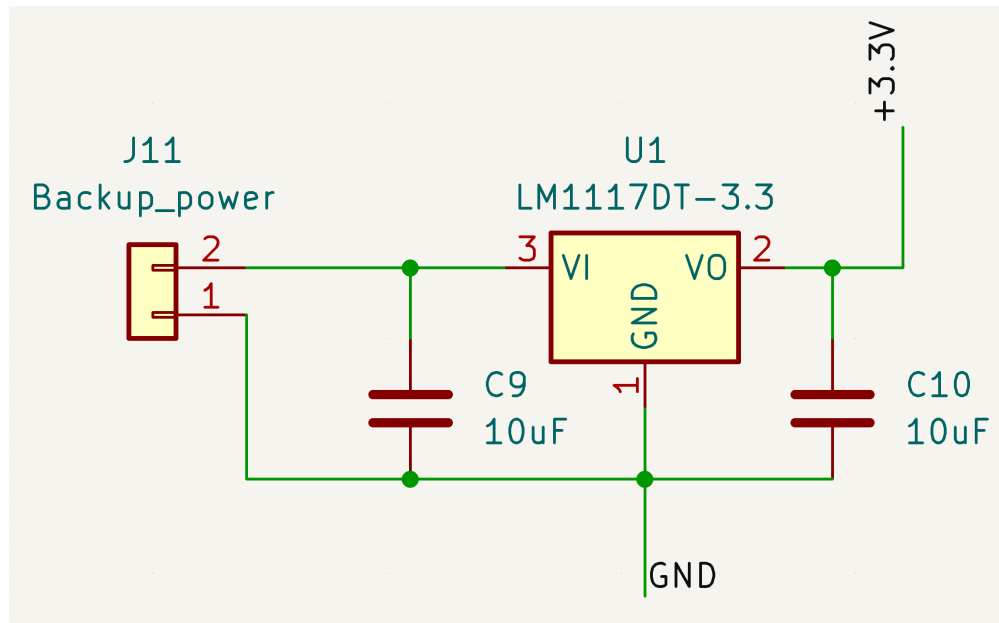 +3.3V
J11
Backup_power
U1
LM1117DT-3.3
2
1
3
VI
VO
2
GND
1
C9
10uF
C10
10uF
GND